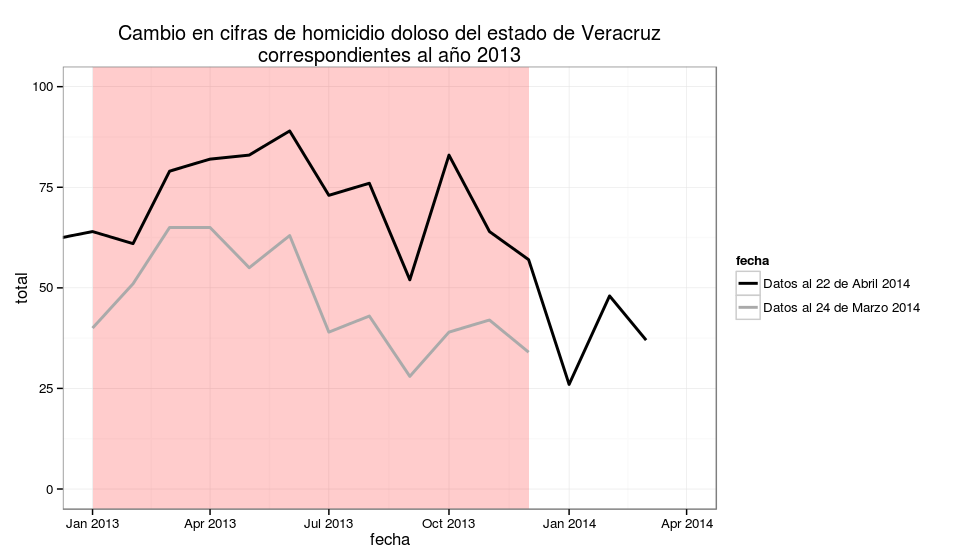 Cambio en cifras de homicidio doloso del estado de Veracruz
correspondientes al año 2013
100
75
50
25
0
total
Jan 2013
Apr 2013
Jul 2013
Oct 2013
Jan 2014
Apr 2014
fecha
fecha
Datos al 22 de Abril 2014
Datos al 24 de Marzo 2014